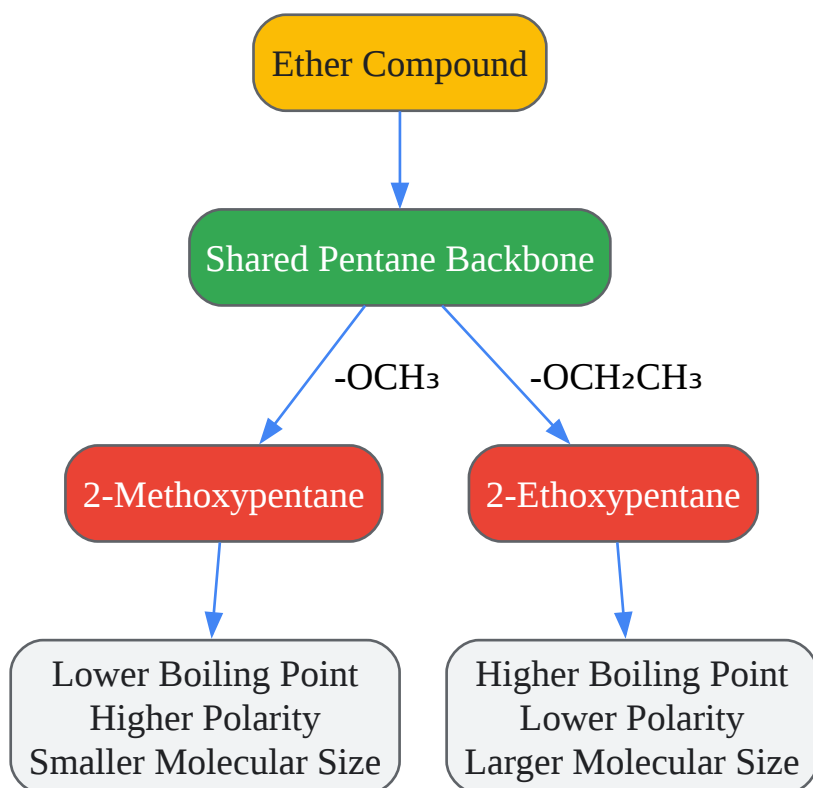 Ether Compound
Shared Pentane Backbone
-OCH₃
-OCH₂CH₃
2-Methoxypentane
2-Ethoxypentane
Lower Boiling Point
Higher Polarity
Smaller Molecular Size
Higher Boiling Point
Lower Polarity
Larger Molecular Size